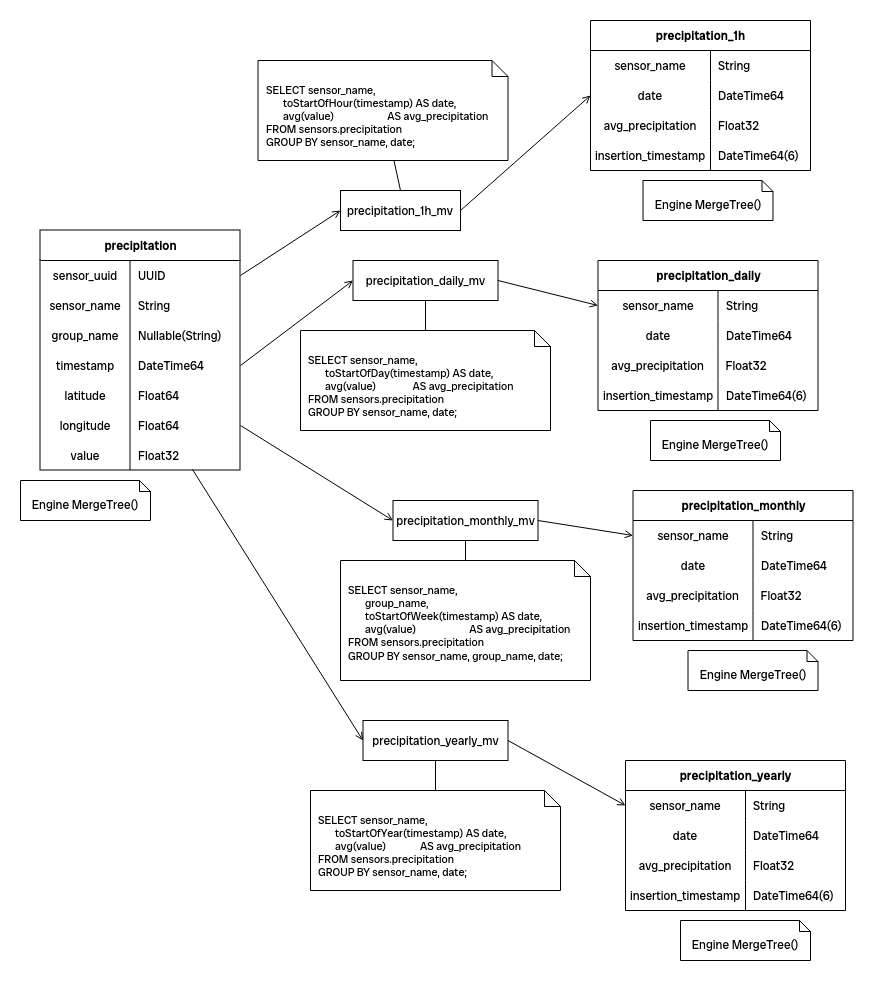 precipitation_1h
sensor_name String
date DateTime64
avg_precipitation Float32
insertion_timestamp DateTime64(6)
Engine MergeTree()
SELECT sensor_name,
toStartOfHour(timestamp) AS date,
avg(value) AS avg_precipitation
FROM sensors.precipitation
GROUP BY sensor_name, date;
precipitation_1h_mv
precipitation
sensor_uuid UUID
sensor_name String
group_name Nullable(String)
timestamp DateTime64
latitude Float64
longitude Float64
value Float32
Engine MergeTree()
precipitation_daily_mv
SELECT sensor_name,
toStartOfDay(timestamp) AS date,
avg(value) AS avg_precipitation
FROM sensors.precipitation
GROUP BY sensor_name, date;
precipitation_daily
sensor_name String
date DateTime64
avg_precipitation Float32
insertion_timestamp DateTime64(6)
Engine MergeTree()
precipitation_monthly_mv
SELECT sensor_name,
group_name,
toStartOfWeek(timestamp) AS date,
avg(value) AS avg_precipitation
FROM sensors.precipitation
GROUP BY sensor_name, group_name, date;
precipitation_monthly
sensor_name String
date DateTime64
avg_precipitation Float32
insertion_timestamp DateTime64(6)
Engine MergeTree()
precipitation_yearly_mv
SELECT sensor_name,
toStartOfYear(timestamp) AS date,
avg(value) AS avg_precipitation
FROM sensors.precipitation
GROUP BY sensor_name, date;
precipitation_yearly
sensor_name String
date DateTime64
avg_precipitation Float32
insertion_timestamp DateTime64(6)
Engine MergeTree()